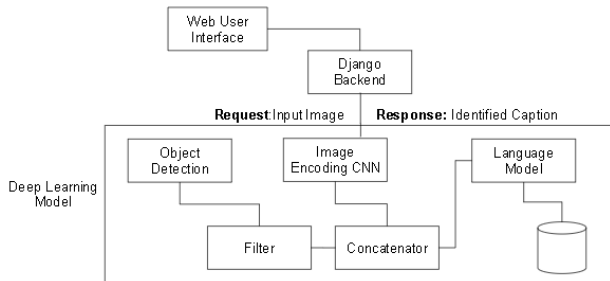 Web User
Interface
Django
Backend
Request:Input Image
Response: Identified Caption
Deep Learning
Model
Object
Detection
Image
Encoding CNN
Language
Model
Filter
Concatenator